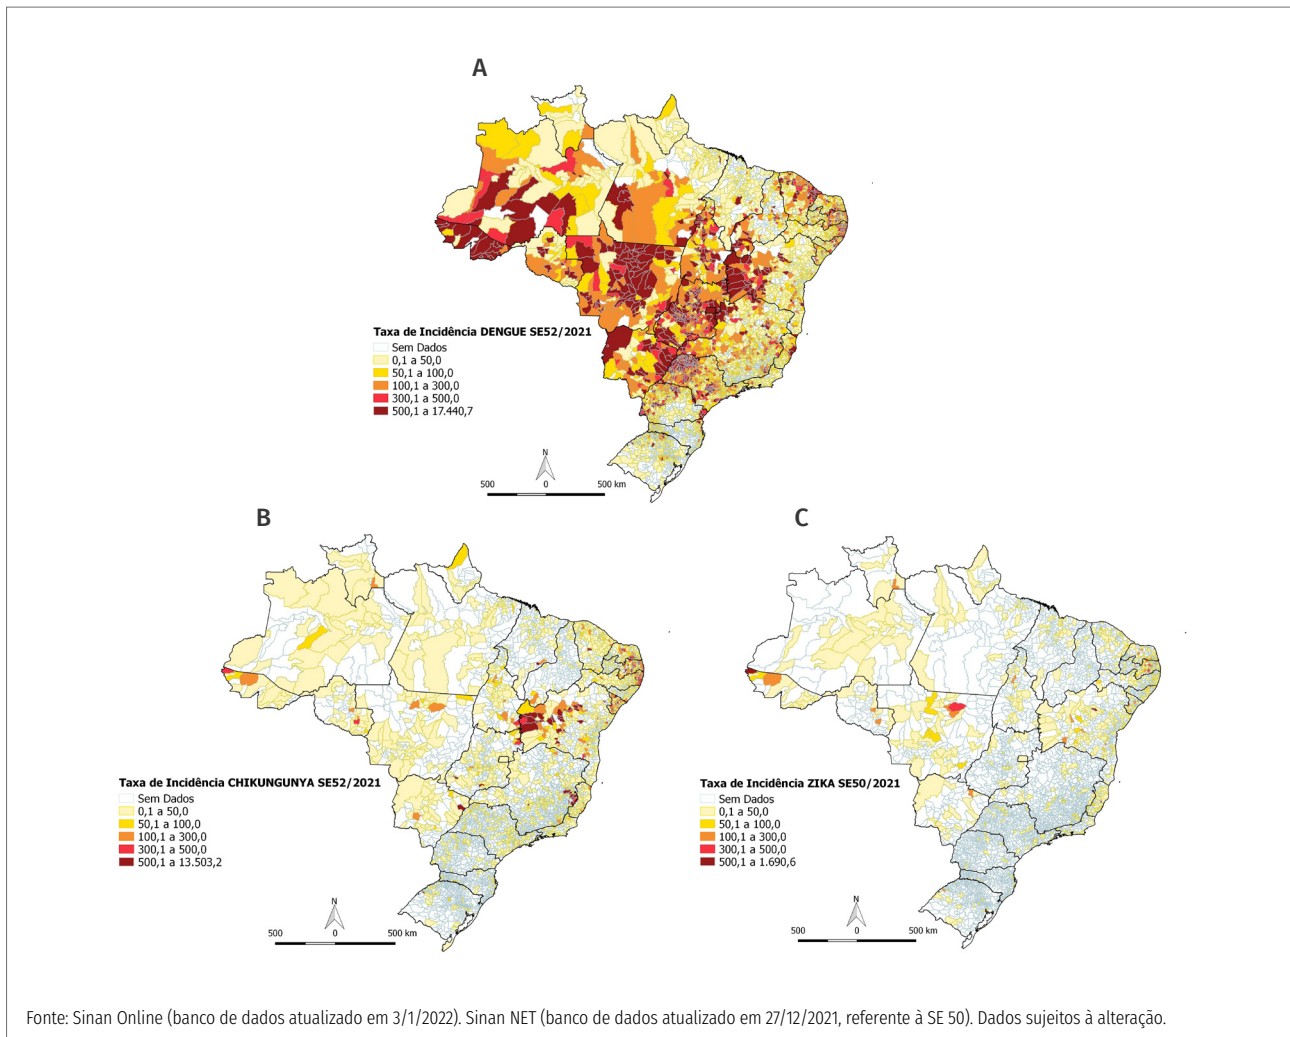 A
Taxa de Incidência DENGUE SE52/2021
Sem Dados
0,1 a 50,0
50,1 a 100,0
100,1 a 300,0
300,1 a 500,0
500,1 a 17.440,7
N
500 0 500 km
B
Taxa de Incidência CHIKUNGUNYA SE52/2021
Sem Dados
0,1 a 50,0
50,1 a 100,0
100,1 a 300,0
300,1 a 500,0
500,1 a 13.503,2
N
500 0 500 km
C
Taxa de Incidência ZIKA SE50/2021
Sem Dados
0,1 a 50,0
50,1 a 100,0
100,1 a 300,0
300,1 a 500,0
500,1 a 1.690,6
N
500 0 500 km
Fonte: Sinan Online (banco de dados atualizado em 3/1/2022). Sinan NET (banco de dados atualizado em 27/12/2021, referente à SE 50). Dados sujeitos à alteração.